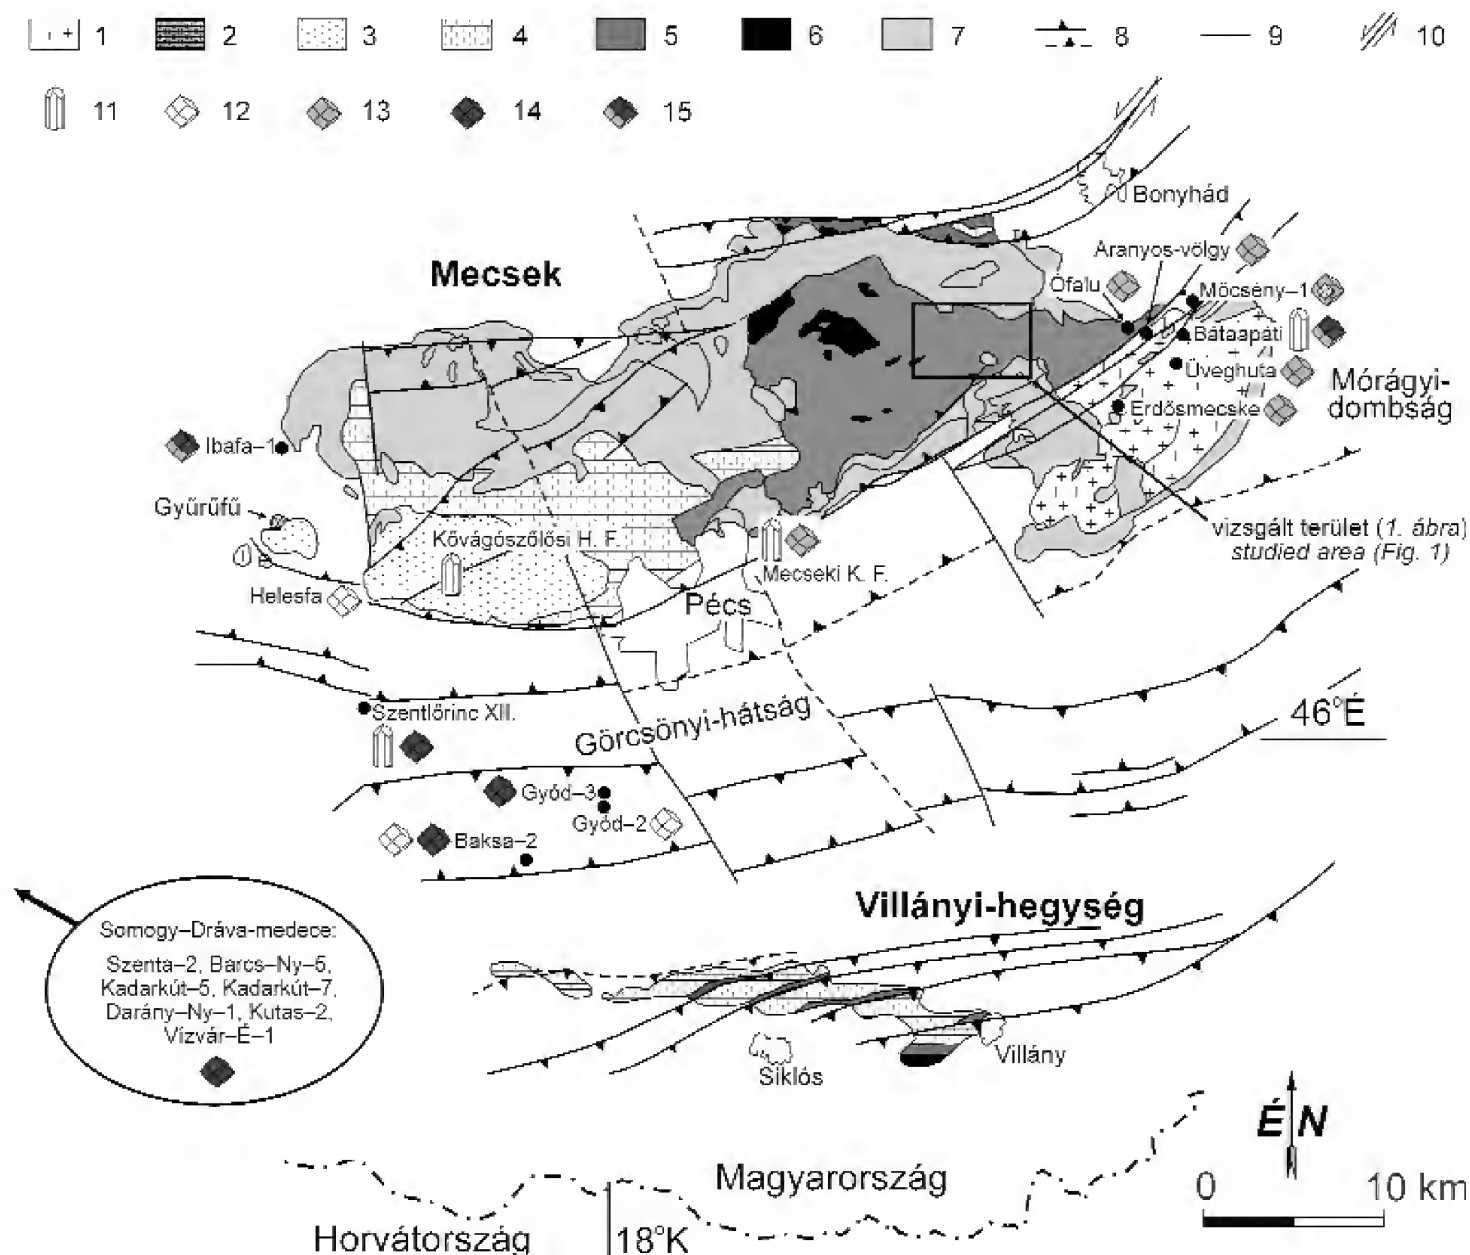 1 2 3 4 5 6 7 8 9 10
11 12 13 14 15
Bonyhád
Mecsek
Aranyos-völgy
Ófalu
Möcsény–1
Bátaapáti
Üveghuta
Mórágyi-
dombság
Erdősmecske
Ibafa–1
Gyűrűfű
Kővágószőlősi H. F.
vizsgált terület (1. ábra)
studied area (Fig. 1)
Mecseki K. F.
Helesfa
Pécs
Szentlőrinc XII.
Görcsönyi-hátság
46°É
Gyód–3
Gyód–2
Baksa–2
Villányi-hegység
Somogy–Dráva-medece:
Szenta–2, Barcs–Ny–5,
Kadarkút–5, Kadarkút–7,
Darány–Ny–1, Kutas–2,
Vízvár–É–1
Villány
Siklós
É N
Magyarország
0 10 km
Horvátország
18°K